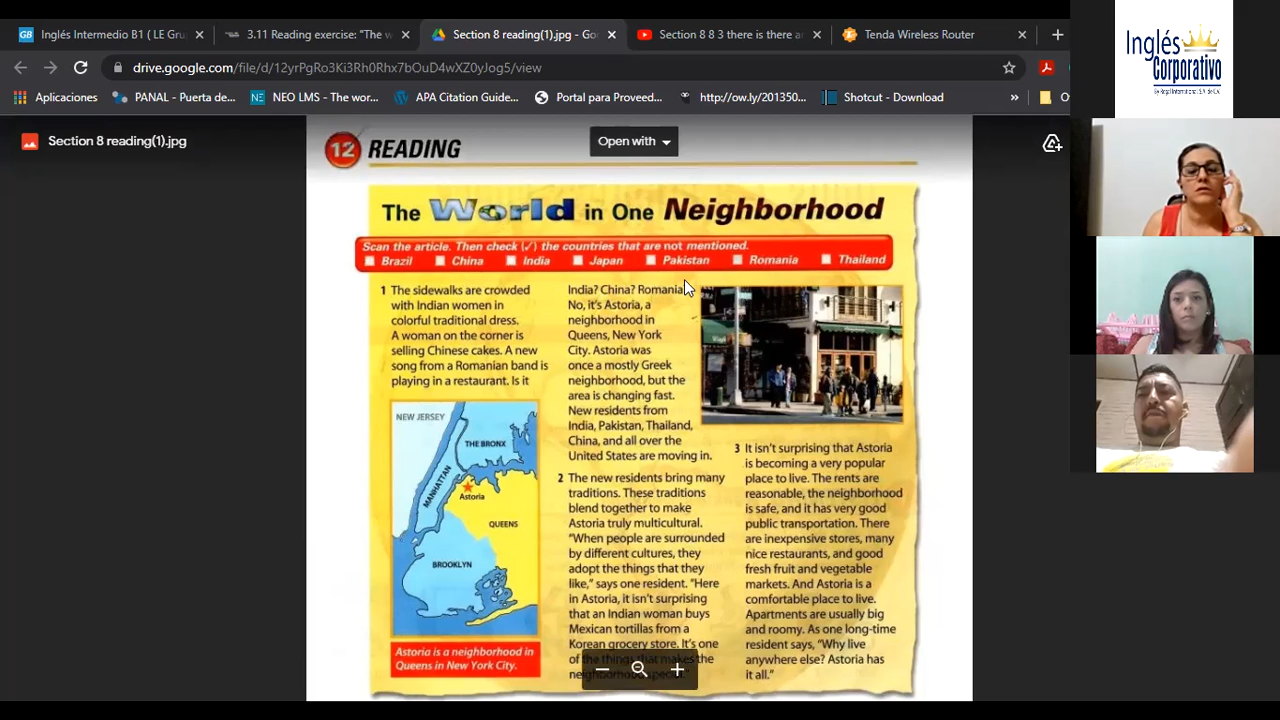 Inglés Intermedio B1 ( LE Gru
3.11 Reading exercise: "The w
Section 8 reading(1).jpg - Go
Section 8 8 3 there is there ar
Tenda Wireless Router
drive.google.com/file/d/12yrPgRo3Ki3Rh0Rhx7bOuD4wXZ0yJog5/view
Aplicaciones
PANAL - Puerta de...
NEO LMS - The wor...
APA Citation Guide...
Portal para Proveed...
http://ow.ly/201350...
Shotcut - Download
»
Section 8 reading(1).jpg
Open with
12 READING
The World in One Neighborhood
Scan the article. Then check (✓) the countries that are not mentioned.
Brazil China India Japan Pakistan Romania Thailand
1 The sidewalks are crowded
with Indian women in
colorful traditional dress.
A woman on the corner is
selling Chinese cakes. A new
song from a Romanian band is
playing in a restaurant. Is it
NEW JERSEY
THE BRONX
MANHATTAN
Astoria
QUEENS
BROOKLYN
Astoria is a neighborhood in
Queens in New York City.
India? China? Romania
No, it's Astoria, a
neighborhood in
Queens, New York
City. Astoria was
once a mostly Greek
neighborhood, but the
area is changing fast.
New residents from
India, Pakistan, Thailand,
China, and all over the
United States are moving in.
2 The new residents bring many
traditions. These traditions
blend together to make
Astoria truly multicultural.
"When people are surrounded
by different cultures, they
adopt the things that they
like," says one resident. "Here
in Astoria, it isn't surprising
that an Indian woman buys
Mexican tortillas from a
Korean grocery store. It's one
of the things that makes the
neighborhood special."
3 It isn't surprising that Astoria
is becoming a very popular
place to live. The rents are
reasonable, the neighborhood
is safe, and it has very good
public transportation. There
are inexpensive stores, many
nice restaurants, and good
fresh fruit and vegetable
markets. And Astoria is a
comfortable place to live.
Apartments are usually big
and roomy. As one long-time
resident says, "Why live
anywhere else? Astoria has
it all."
Inglés
Corporativo